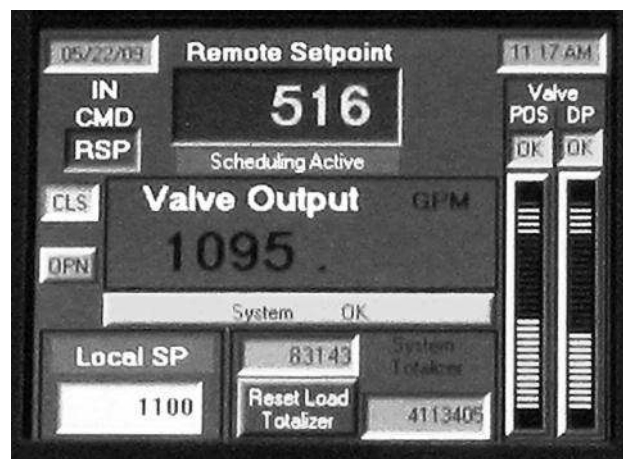 05/22/09
Remote Setpoint
11:17 AM
IN
CMD
RSP
516
Scheduling Active
Valve
POS DP
OK OK
CLS
OPN
Valve Output GPM
1095.
System OK
Local SP
1100
83143
System
Totalizer
Reset Load
Totalizer
4113405